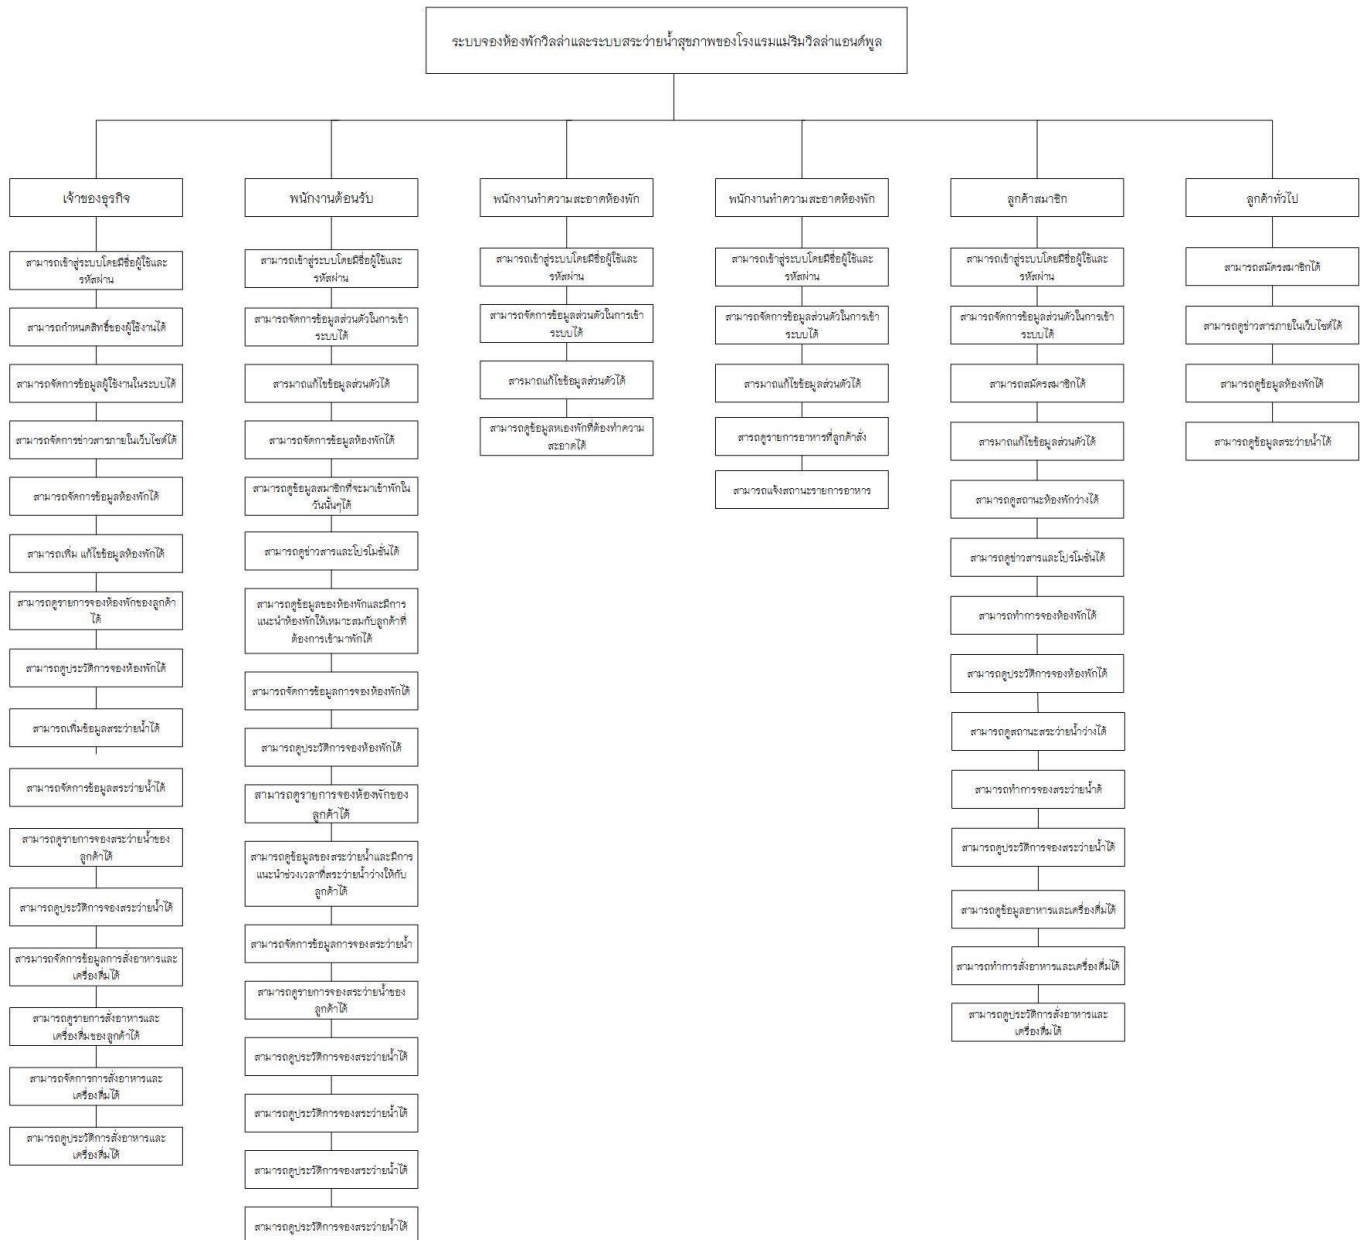 ระบบจองห้องพักวิลล่าและระบบสระว่ายน้ำสุขภาพของโรงแรมแม่ริมวิลล่าแอนด์พูล
เจ้าของธุรกิจ
สามารถเข้าสู่ระบบโดยมีชื่อผู้ใช้และ
รหัสผ่าน
สามารถกำหนดสิทธิ์ของผู้ใช้งานได้
สามารถจัดการข้อมูลผู้ใช้งานในระบบได้
สามารถจัดการข่าวสารภายในเว็บไซต์ได้
สามารถจัดการข้อมูลห้องพักได้
สามารถเพิ่ม แก้ไขข้อมูลห้องพักได้
สามารถดูรายการจองห้องพักของลูกค้า
ได้
สามารถดูประวัติการจองห้องพักได้
สามารถเพิ่มข้อมูลสระว่ายน้ำได้
สามารถจัดการข้อมูลสระว่ายน้ำได้
สามารถดูรายการจองสระว่ายน้ำของ
ลูกค้าได้
สามารถดูประวัติการจองสระว่ายน้ำได้
สารมารถจัดการข้อมูลการสั่งอาหารและ
เครื่องดื่มได้
สามารถดูรายการสั่งอาหารและ
เครื่องดื่มของลูกค้าได้
สามารถจัดการการสั่งอาหารและ
เครื่องดื่มได้
สามารถดูประวัติการสั่งอาหารและ
เครื่องดื่มได้
พนักงานต้อนรับ
สามารถเข้าสู่ระบบโดยมีชื่อผู้ใช้และ
รหัสผ่าน
สามารถจัดการข้อมูลส่วนตัวในการเข้า
ระบบได้
สารมาถแก้ไขข้อมูลส่วนตัวได้
สามารถจัดการข้อมูลห้องพักได้
สามารถดูข้อมูลสมาชิกที่จะมาเข้าพักใน
วันนั้นๆได้
สามารถดูข่าวสารและโปรโมชั่นได้
สามารถดูข้อมูลของห้องพักและมีการ
แนะนำห้องพักให้เหมาะสมกับลูกค้าที่
ต้องการเข้ามาพักได้
สามารถจัดการข้อมูลการจองห้องพักได้
สามารถดูประวัติการจองห้องพักได้
สามารถดูรายการจองห้องพักของ
ลูกค้าได้
สามารถดูข้อมูลของสระว่ายน้ำและมีการ
แนะนำช่วงเวลาที่สระว่ายน้ำว่างให้กับ
ลูกค้าได้
สามารถจัดการข้อมูลการจองสระว่ายน้ำ
สามารถดูรายการจองสระว่ายน้ำของ
ลูกค้าได้
สามารถดูประวัติการจองสระว่ายน้ำได้
สามารถดูประวัติการจองสระว่ายน้ำได้
สามารถดูประวัติการจองสระว่ายน้ำได้
สามารถดูประวัติการจองสระว่ายน้ำได้
พนักงานทำความสะอาดห้องพัก
สามารถเข้าสู่ระบบโดยมีชื่อผู้ใช้และ
รหัสผ่าน
สามารถจัดการข้อมูลส่วนตัวในการเข้า
ระบบได้
สารมาถแก้ไขข้อมูลส่วนตัวได้
สามารถดูข้อมูลหเองพักที่ต้องทำความ
สะอาดได้
พนักงานทำความสะอาดห้องพัก
สามารถเข้าสู่ระบบโดยมีชื่อผู้ใช้และ
รหัสผ่าน
สามารถจัดการข้อมูลส่วนตัวในการเข้า
ระบบได้
สารมาถแก้ไขข้อมูลส่วนตัวได้
สารถดูรายการอาหารที่ลูกค้าสั่ง
สามารถแจ้งสถานะรายการอาหาร
ลูกค้าสมาชิก
สามารถเข้าสู่ระบบโดยมีชื่อผู้ใช้และ
รหัสผ่าน
สามารถจัดการข้อมูลส่วนตัวในการเข้า
ระบบได้
สามารถสมัครสมาชิกได้
สารมาถแก้ไขข้อมูลส่วนตัวได้
สามารถดูสถานะห้องพักว่างได้
สามารถดูข่าวสารและโปรโมชั่นได้
สามารถทำการจองห้องพักได้
สามารถดูประวัติการจองห้องพักได้
สามารถดูสถานะสระว่ายน้ำว่างได้
สามารถทำการจองสระว่ายน้ำด้
สามารถดูประวัติการจองสระว่ายน้ำได้
สามารถดูข้อมูลอาหารและเครื่องดื่มได้
สามารถทำการสั่งอาหารและเครื่องดื่มได้
สามารถดูประวัติการสั่งอาหารและ
เครื่องดื่มได้
ลูกค้าทั่วไป
สามารถสมัครสมาชิกได้
สามารถดูข่าวสารภายในเว็บไซต์ได้
สามารถดูข้อมูลห้องพักได้
สามารถดูข้อมูลสระว่ายน้ำได้